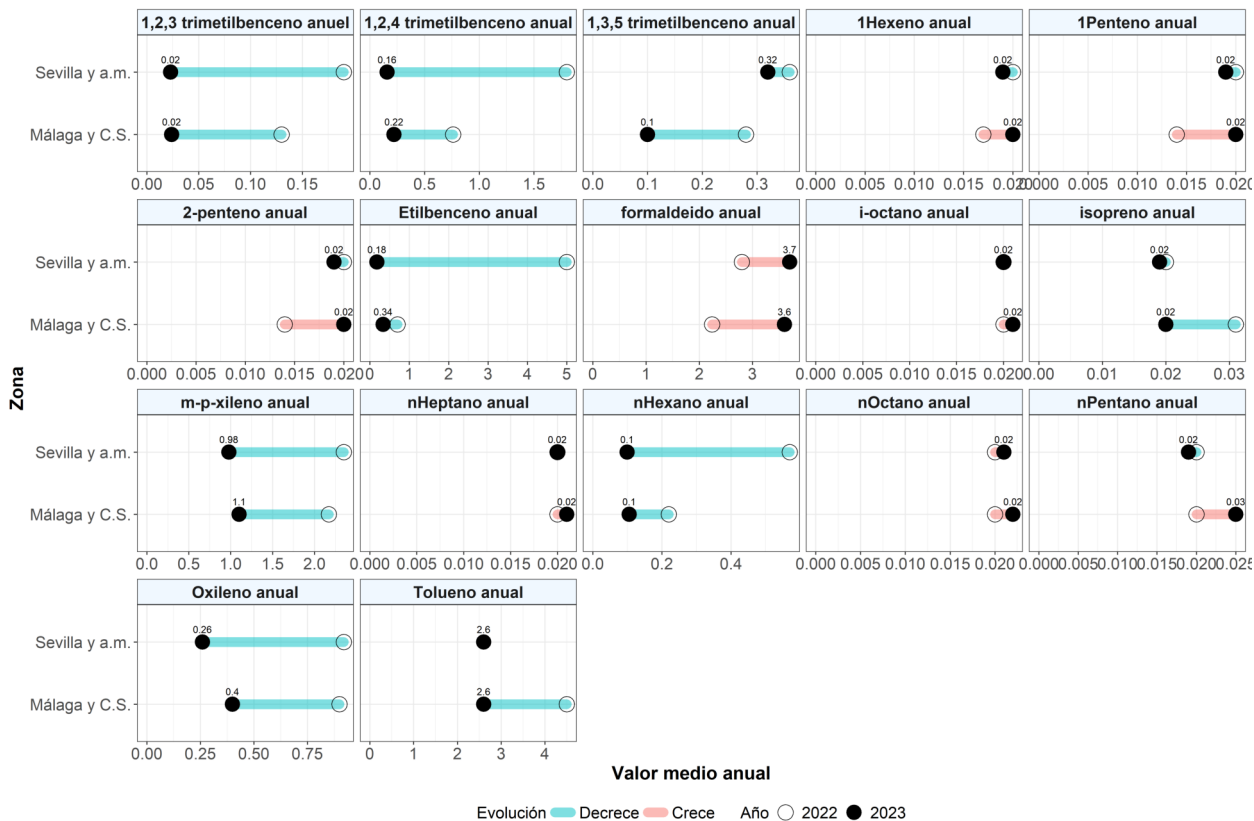 1,2,3 trimetilbenceno anuel
1,2,4 trimetilbenceno anual
1,3,5 trimetilbenceno anual
1Hexeno anual
1Penteno anual
Sevilla y a.m.
0.02
0.16
0.32
0.02
0.02
Málaga y C.S.
0.02
0.22
0.1
0.02
0.02
0.00 0.05 0.10 0.15
0.0 0.5 1.0 1.5
0.1 0.3
0.000 0.005 0.010 0.015 0.020
0.000 0.005 0.010 0.015 0.020
2-penteno anual
Etilbenceno anual
formaldeido anual
i-octano anual
isopreno anual
Sevilla y a.m.
0.02
0.18
3.7
0.02
0.02
Málaga y C.S.
0.02
0.34
3.6
0.02
0.02
0.000 0.005 0.010 0.015 0.020
0 1 2 3 4 5
0 1 2 3
0.000 0.005 0.010 0.015 0.020
0.00 0.01 0.02 0.03
Zona
m-p-xileno anual
nHeptano anual
nHexano anual
nOctano anual
nPentano anual
Sevilla y a.m.
0.98
0.02
0.1
0.02
0.02
Málaga y C.S.
1.1
0.02
0.1
0.02
0.03
0.0 0.5 1.0 1.5 2.0
0.000 0.005 0.010 0.015 0.020
0.2 0.4
0.000 0.005 0.010 0.015 0.020
0.000 0.005 0.010 0.015 0.020 0.025
Oxileno anual
Tolueno anual
Sevilla y a.m.
0.26
2.6
Málaga y C.S.
0.4
2.6
0.00 0.25 0.50 0.75
0 1 2 3 4
Valor medio anual
Evolución Decrece Crece Año 2022 2023